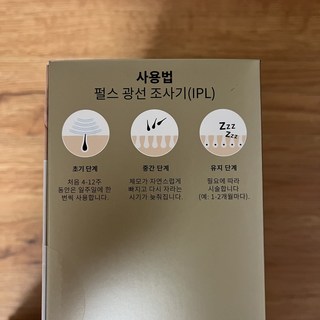 사용법
펄스 광선 조사기(IPL)
ZZZ
ZZZ
초기 단계
처음 4-12주
동안은 일주일에 한
번씩 사용합니다.
중간 단계
제모가 자연스럽게
빠지고 다시 자라는
시기가 늦춰집니다.
유지 단계
필요에 따라
시술합니다
(예: 1-2개월마다).